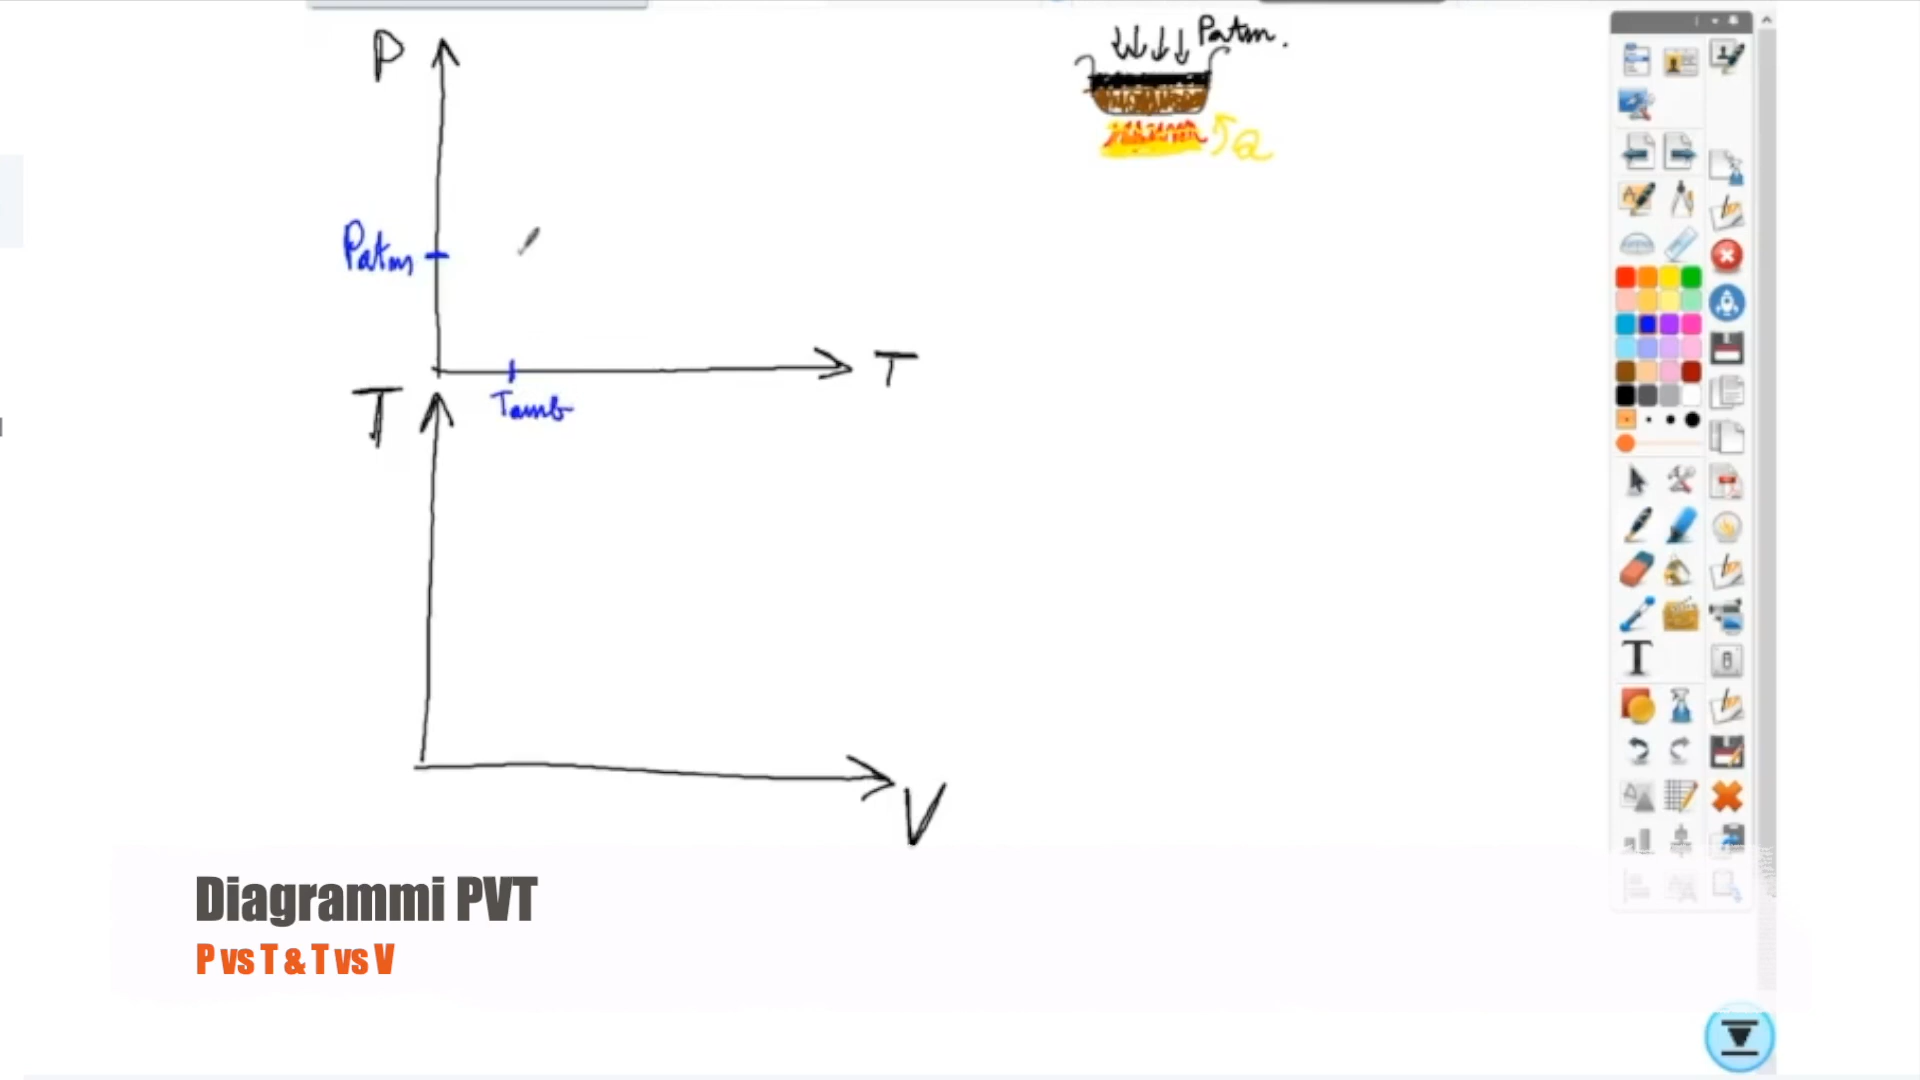 P
Patm.
Q
Patm
T
Tamb
T
V
Diagrammi PVT
P vs T & T vs V
T